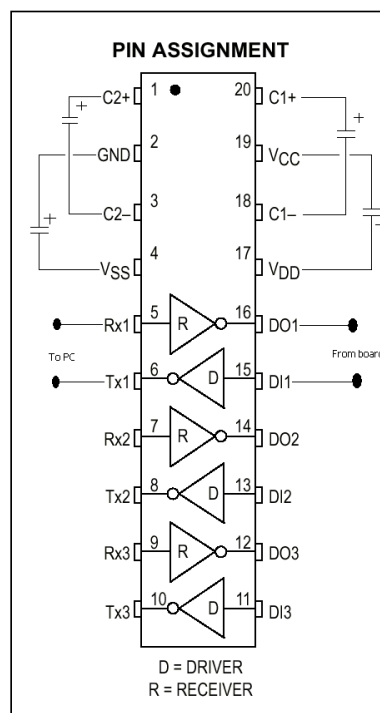 PIN ASSIGNMENT
C2+ 1 20 C1+
+ +
GND 2 19 VCC
C2– 3 18 C1–
+ +
VSS 4 17 VDD
Rx1 5 R 16 DO1
To PC From board
Tx1 6 D 15 DI1
Rx2 7 R 14 DO2
Tx2 8 D 13 DI2
Rx3 9 R 12 DO3
Tx3 10 D 11 DI3
D = DRIVER
R = RECEIVER